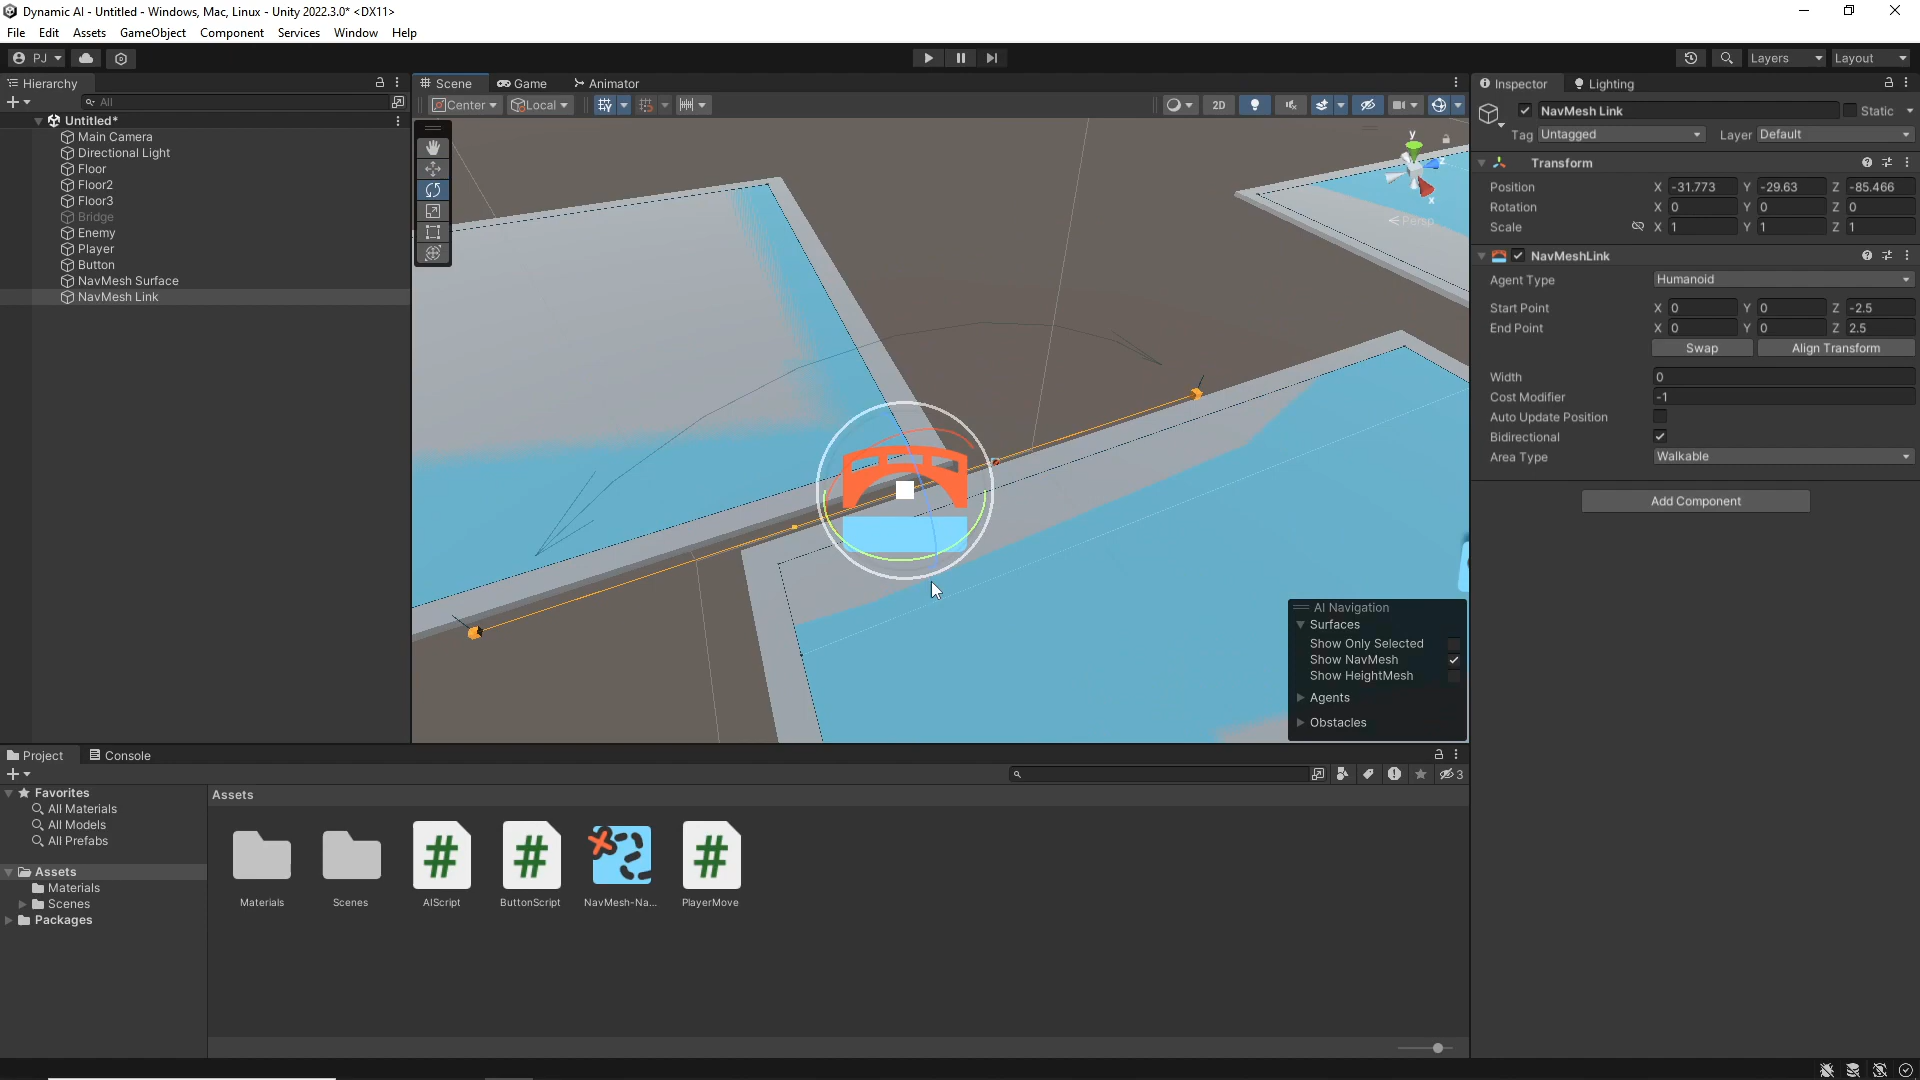 Dynamic AI - Untitled - Windows, Mac, Linux - Unity 2022.3.0* <DX11>
File Edit Assets GameObject Component Services Window Help
PJ
Layers
Layout
Hierarchy
All
Untitled*
Main Camera
Directional Light
Floor
Floor2
Floor3
Bridge
Enemy
Player
Button
NavMesh Surface
NavMesh Link
Scene
Game
Animator
Center
Local
2D
y
z
x
Persp
AI Navigation
Surfaces
Show Only Selected
Show NavMesh
Show HeightMesh
Agents
Obstacles
Inspector
Lighting
NavMesh Link
Static
Tag Untagged
Layer Default
Transform
Position X -31.773 Y -29.63 Z -85.466
Rotation X 0 Y 0 Z 0
Scale X 1 Y 1 Z 1
NavMeshLink
Agent Type Humanoid
Start Point X 0 Y 0 Z -2.5
End Point X 0 Y 0 Z 2.5
Swap
Align Transform
Width 0
Cost Modifier -1
Auto Update Position
Bidirectional
Area Type Walkable
Add Component
Project
Console
3
Favorites
All Materials
All Models
All Prefabs
Assets
Materials
Scenes
Packages
Assets
Materials
Scenes
AIScript
ButtonScript
NavMesh-Na...
PlayerMove